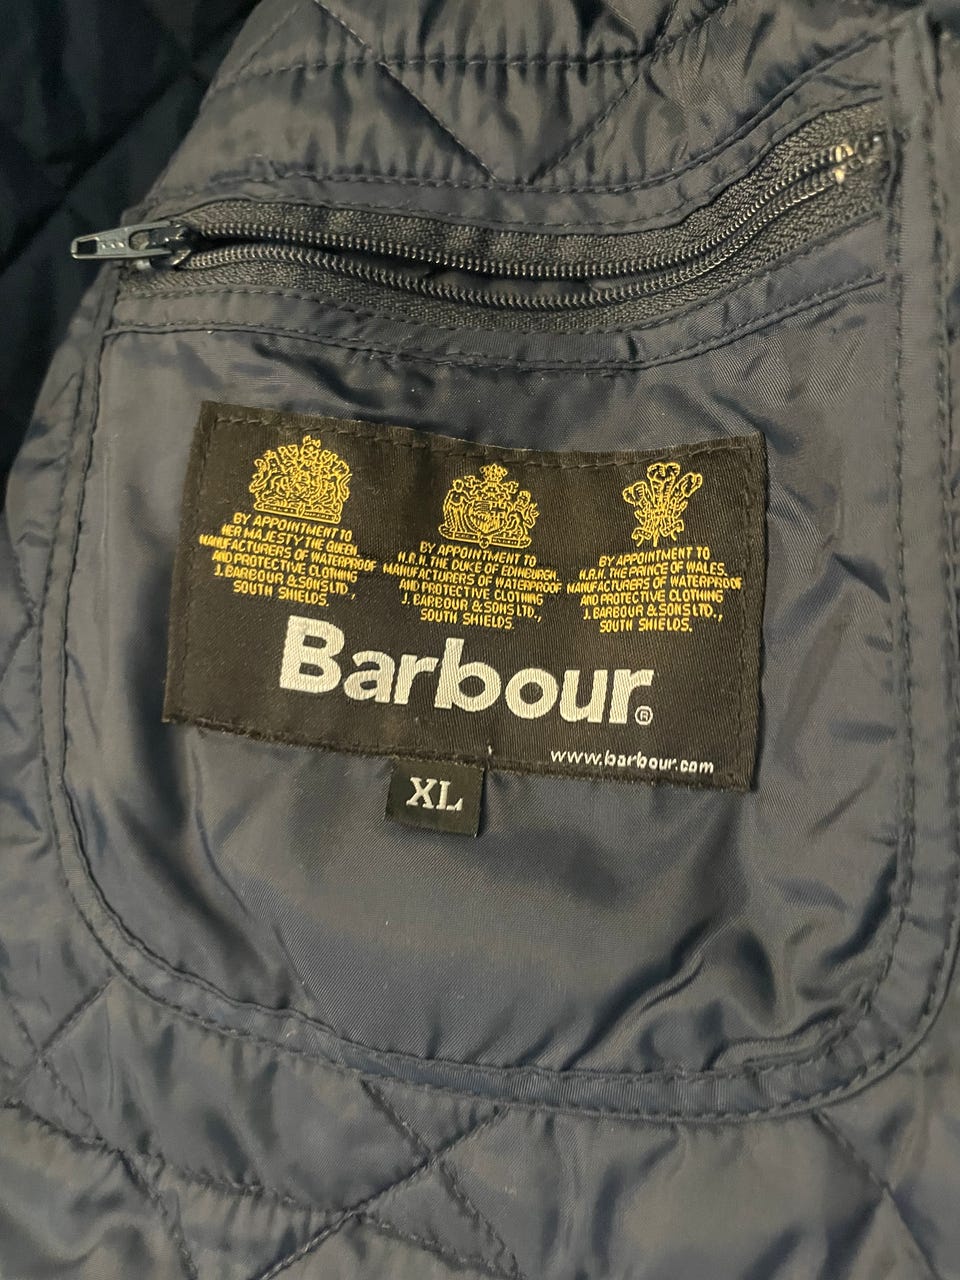 BY APPOINTMENT TO
HER MAJESTY THE QUEEN
MANUFACTURERS OF WATERPROOF
AND PROTECTIVE CLOTHING
J. BARBOUR & SONS LTD.,
SOUTH SHIELDS.
BY APPOINTMENT TO
H.R.H. THE DUKE OF EDINBURGH
MANUFACTURERS OF WATERPROOF
AND PROTECTIVE CLOTHING
J. BARBOUR & SONS LTD.,
SOUTH SHIELDS.
BY APPOINTMENT TO
H.R.H. THE PRINCE OF WALES.
MANUFACTURERS OF WATERPROOF
AND PROTECTIVE CLOTHING
J. BARBOUR & SONS LTD.,
SOUTH SHIELDS.
Barbour®
www.barbour.com
XL